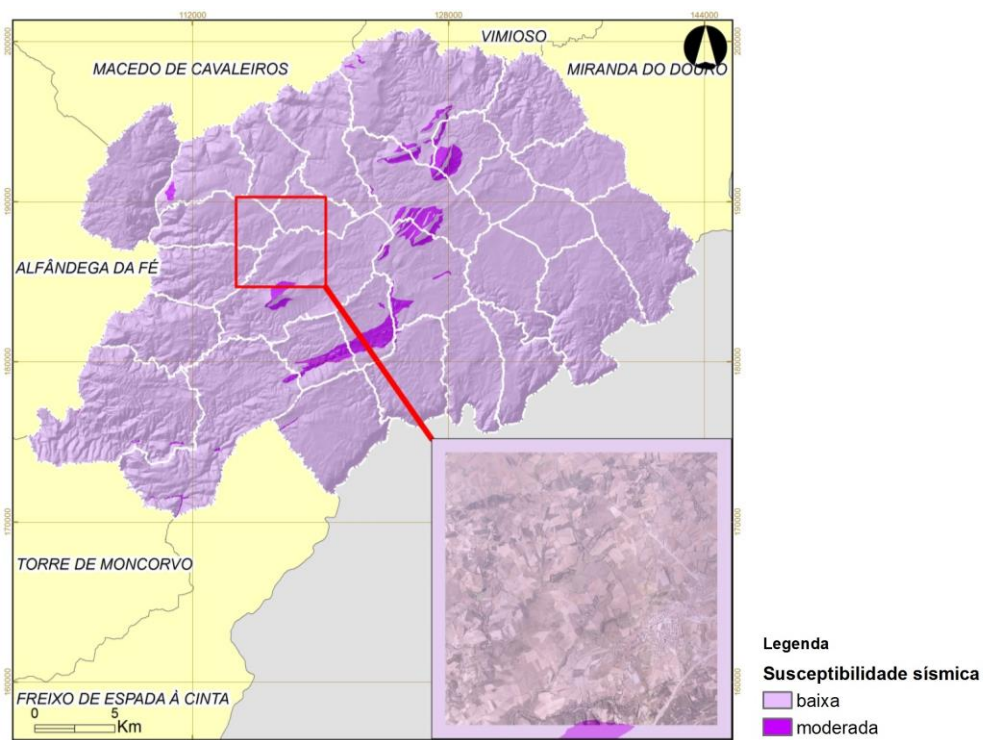 112000
128000
144000
200000
200000
VIMIOSO
MACEDO DE CAVALEIROS
MIRANDA DO DOURO
190000
190000
ALFÂNDEGA DA FÉ
180000
180000
170000
170000
TORRE DE MONCORVO
160000
160000
FREIXO DE ESPADA À CINTA
0 5
Km
Legenda
Susceptibilidade sísmica
baixa
moderada